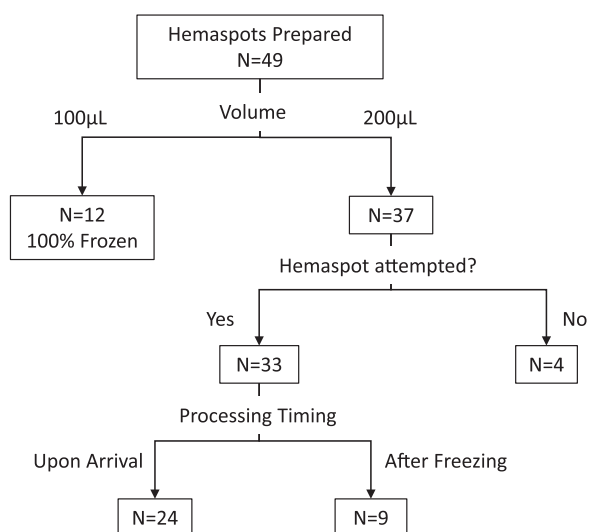 Hemaspots Prepared
N=49
Volume
100µL
200µL
N=12
100% Frozen
N=37
Hemaspot attempted?
Yes
No
N=33
N=4
Processing Timing
Upon Arrival
After Freezing
N=24
N=9